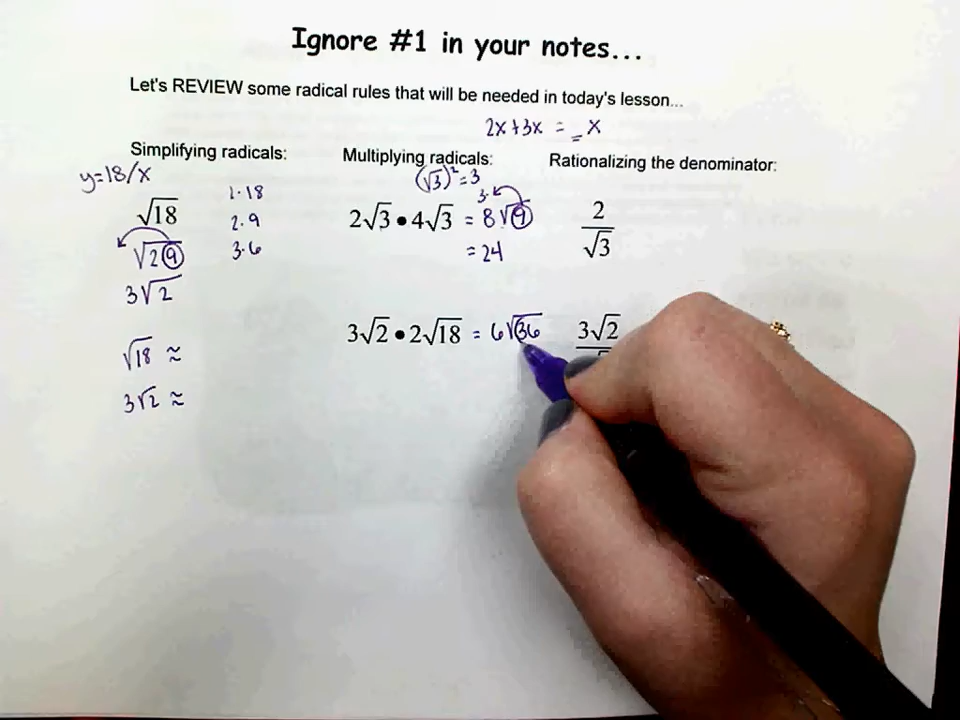 Ignore #1 in your notes...
Let's REVIEW some radical rules that will be needed in today's lesson...
2x+3x = _ x
Simplifying radicals:
y=18/x
√18
1·18
2·9
3·6
√2 9
3√2
√18 ≈
3√2 ≈
Multiplying radicals:
(√3)²=3
3·
2√3 • 4√3 = 8√9
= 24
3√2 • 2√18 = 6√36
Rationalizing the denominator:
2
√3
3√2